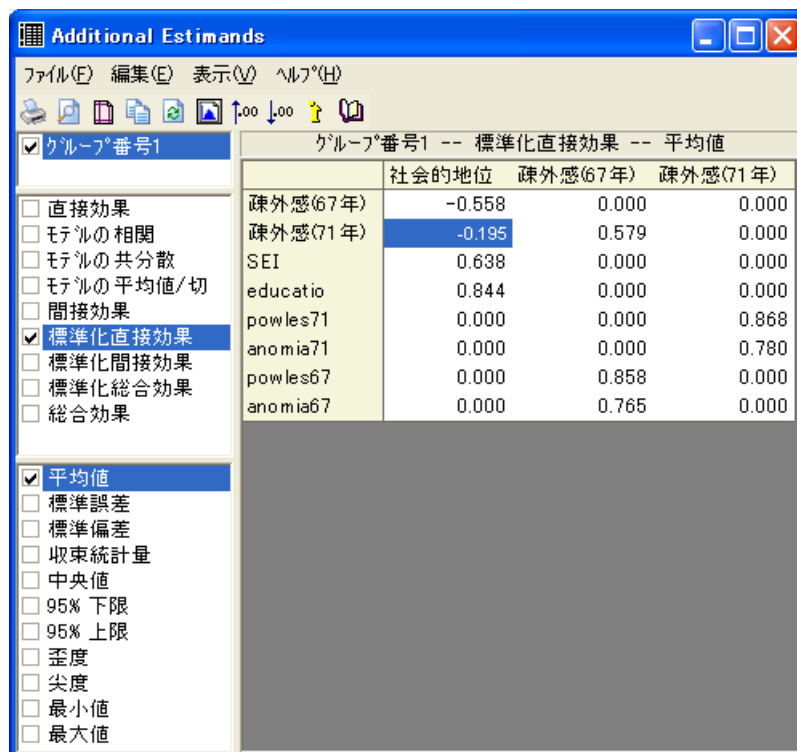 Additional Estimands
ファイル(F) 編集(E) 表示(V) ヘルプ(H)
グループ番号1
グループ番号1 -- 標準化直接効果 -- 平均値
社会的地位 疎外感(67年) 疎外感(71年)
疎外感(67年) -0.558 0.000 0.000
疎外感(71年) -0.195 0.579 0.000
SEI 0.638 0.000 0.000
educatio 0.844 0.000 0.000
powles71 0.000 0.000 0.868
anomia71 0.000 0.000 0.780
powles67 0.000 0.858 0.000
anomia67 0.000 0.765 0.000
直接効果
モデルの相関
モデルの共分散
モデルの平均値/切
間接効果
標準化直接効果
標準化間接効果
標準化総合効果
総合効果
平均値
標準誤差
標準偏差
収束統計量
中央値
95% 下限
95% 上限
歪度
尖度
最小値
最大値